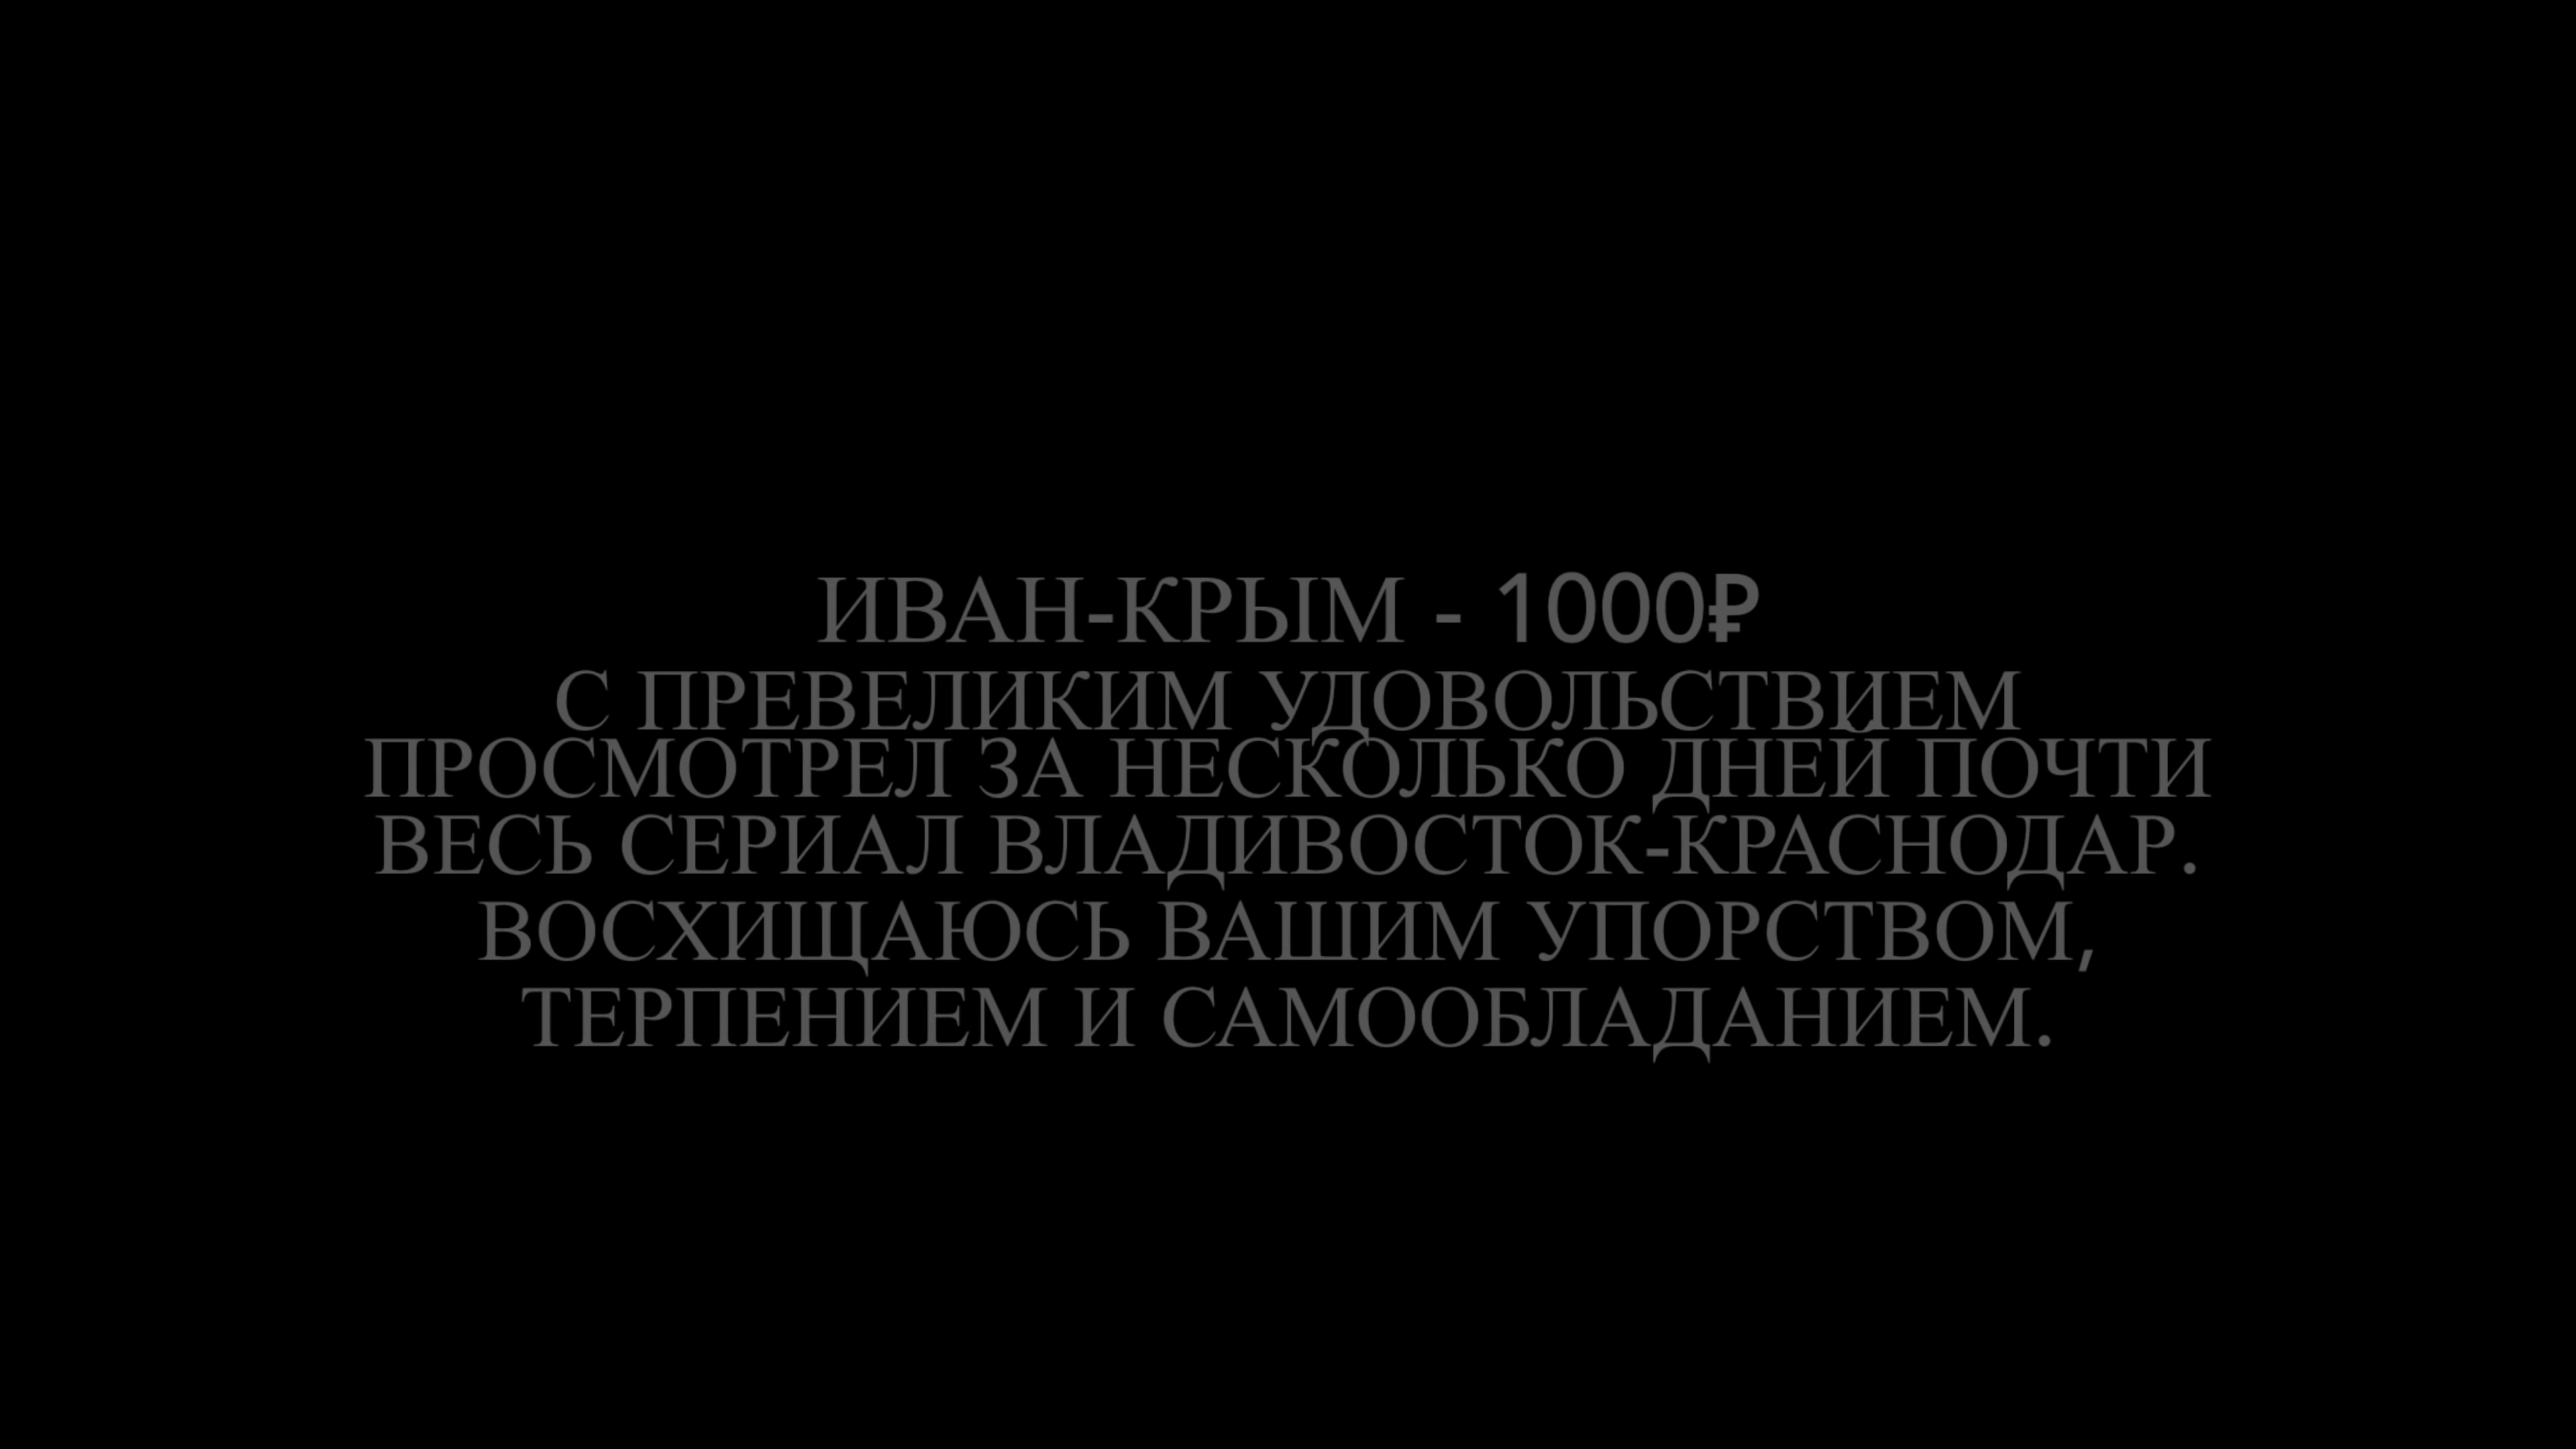 ИВАН-КРЫМ - 1000₽
С ПРЕВЕЛИКИМ УДОВОЛЬСТВИЕМ
ПРОСМОТРЕЛ ЗА НЕСКОЛЬКО ДНЕЙ ПОЧТИ
ВЕСЬ СЕРИАЛ ВЛАДИВОСТОК-КРАСНОДАР.
ВОСХИЩАЮСЬ ВАШИМ УПОРСТВОМ,
ТЕРПЕНИЕМ И САМООБЛАДАНИЕМ.